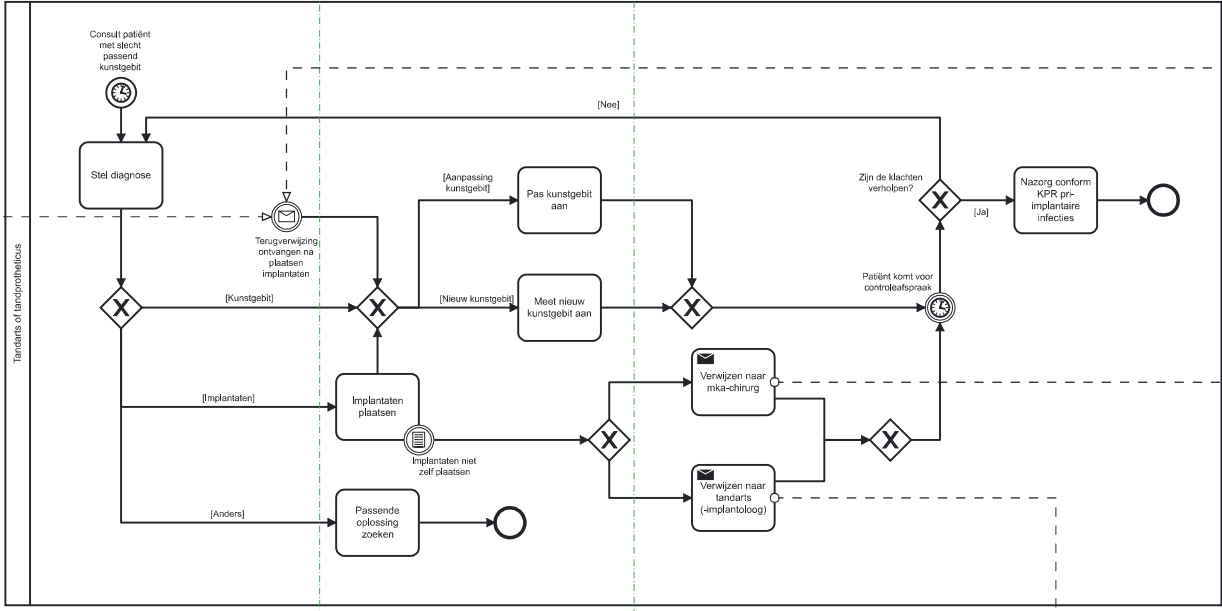 Consult patiënt
met slecht
passend
kunstgebit
Tandarts of tandprotheticus
Stel diagnose
[Nee]
[Aanpassing
kunstgebit]
Pas kunstgebit
aan
Zijn de klachten
verholpen?
[Ja]
Nazorg conform
KPR pri-
implantaire
infecties
Terugverwijzing
ontvangen na
plaatsen
implantaten
[Kunstgebit]
[Nieuw kunstgebit]
Meet nieuw
kunstgebit aan
Patiënt komt voor
controleafspraak
[Implantaten]
Implantaten
plaatsen
Implantaten niet
zelf plaatsen
Verwijzen naar
mka-chirurg
Verwijzen naar
tandarts
(-implantoloog)
[Anders]
Passende
oplossing
zoeken